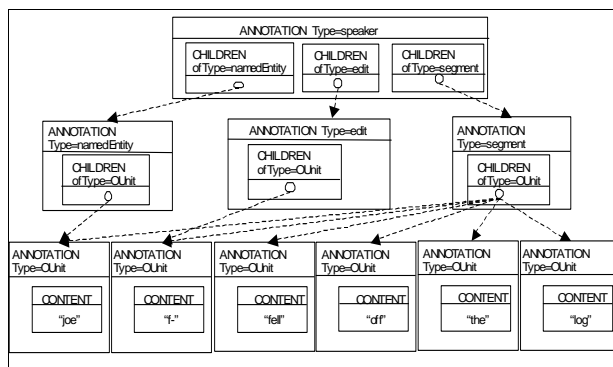 ANNOTATION Type=speaker
CHILDREN
ofType=namedEntity
CHILDREN
ofType=edit
CHILDREN
ofType=segment
ANNOTATION
Type=namedEntity
CHILDREN
ofType=OUnit
ANNOTATION Type=edit
CHILDREN
ofType=OUnit
ANNOTATION
Type=segment
CHILDREN
ofType=OUnit
ANNOTATION
Type=OUnit
CONTENT
“joe”
ANNOTATION
Type=OUnit
CONTENT
“f-”
ANNOTATION
Type=OUnit
CONTENT
“fell”
ANNOTATION
Type=OUnit
CONTENT
“off”
ANNOTATION
Type=OUnit
CONTENT
“the”
ANNOTATION
Type=OUnit
CONTENT
“log”